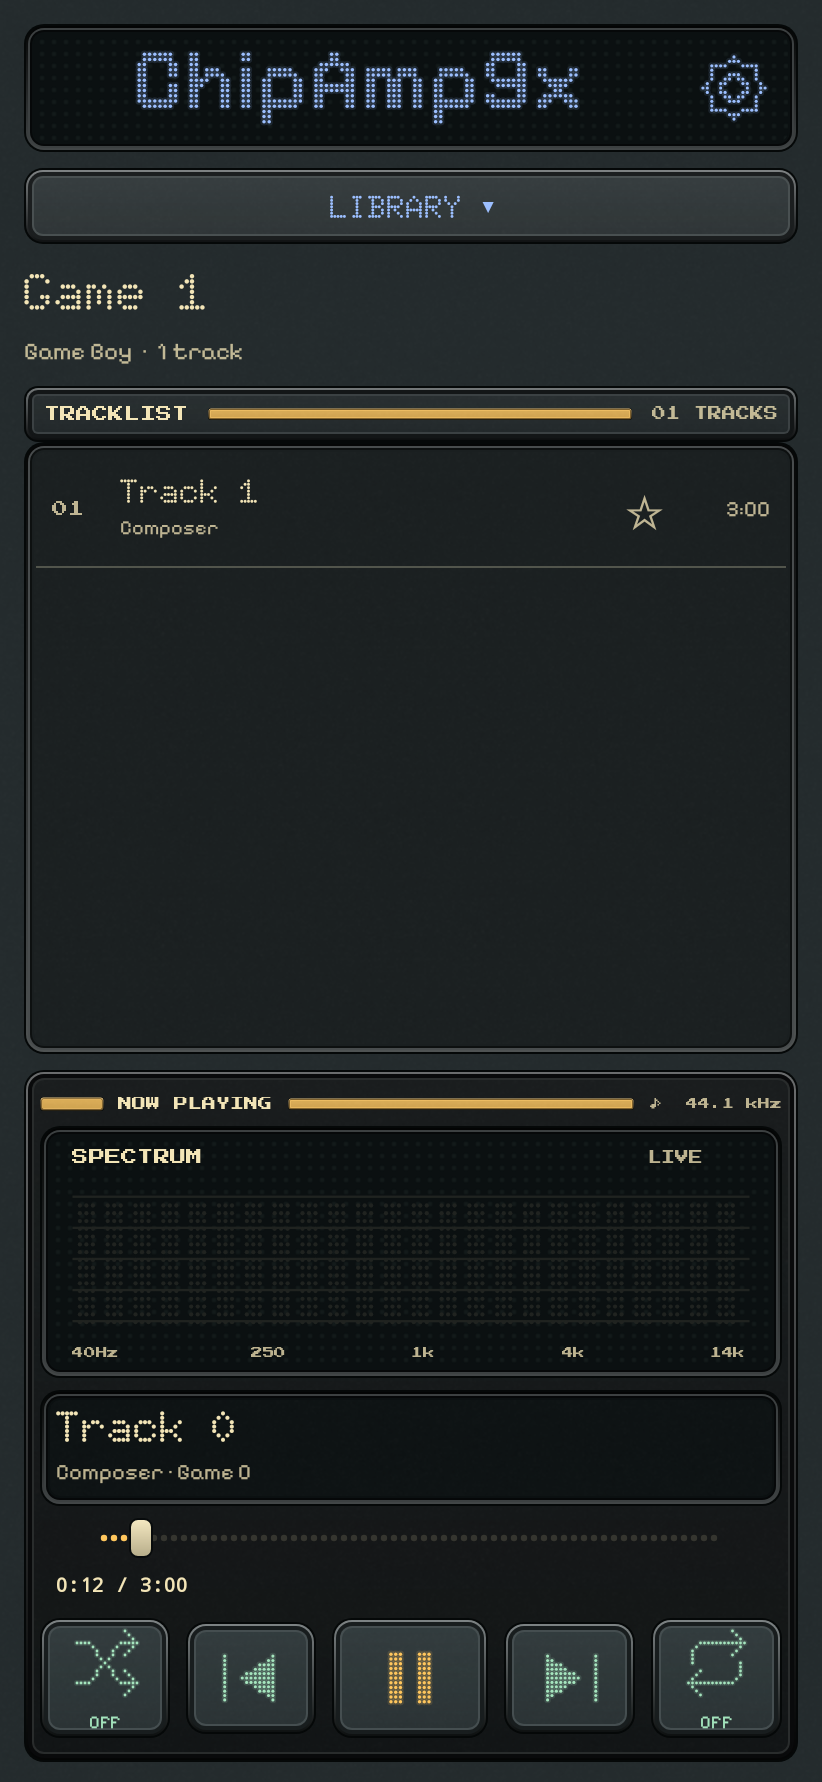 ChipAmp9x
LIBRARY ▼
Game 1
Game Boy · 1 track
TRACKLIST 01 TRACKS
01 Track 1 ☆ 3:00
Composer
NOW PLAYING ♪ 44.1 kHz
SPECTRUM LIVE
40Hz 250 1k 4k 14k
Track 0
Composer · Game 0
0:12 / 3:00
OFF OFF